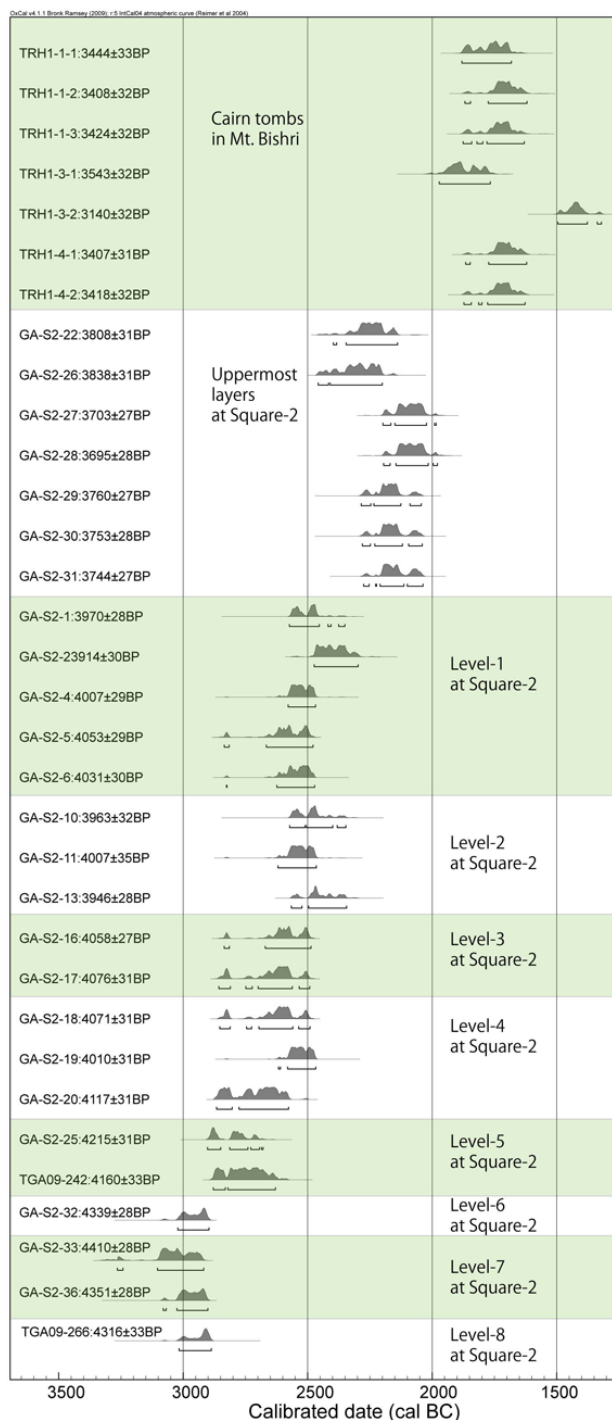 OxCal v4.1.1 Bronk Ramsey (2009); r:5 IntCal04 atmospheric curve (Reimer et al 2004)
TRH1-1-1:3444±33BP
TRH1-1-2:3408±32BP
TRH1-1-3:3424±32BP
TRH1-3-1:3543±32BP
TRH1-3-2:3140±32BP
TRH1-4-1:3407±31BP
TRH1-4-2:3418±32BP
Cairn tombs
in Mt. Bishri
GA-S2-22:3808±31BP
GA-S2-26:3838±31BP
GA-S2-27:3703±27BP
GA-S2-28:3695±28BP
GA-S2-29:3760±27BP
GA-S2-30:3753±28BP
GA-S2-31:3744±27BP
Uppermost
layers
at Square-2
GA-S2-1:3970±28BP
GA-S2-23914±30BP
GA-S2-4:4007±29BP
GA-S2-5:4053±29BP
GA-S2-6:4031±30BP
Level-1
at Square-2
GA-S2-10:3963±32BP
GA-S2-11:4007±35BP
GA-S2-13:3946±28BP
Level-2
at Square-2
GA-S2-16:4058±27BP
GA-S2-17:4076±31BP
Level-3
at Square-2
GA-S2-18:4071±31BP
GA-S2-19:4010±31BP
GA-S2-20:4117±31BP
Level-4
at Square-2
GA-S2-25:4215±31BP
TGA09-242:4160±33BP
Level-5
at Square-2
GA-S2-32:4339±28BP
Level-6
at Square-2
GA-S2-33:4410±28BP
GA-S2-36:4351±28BP
Level-7
at Square-2
TGA09-266:4316±33BP
Level-8
at Square-2
3500 3000 2500 2000 1500
Calibrated date (cal BC)